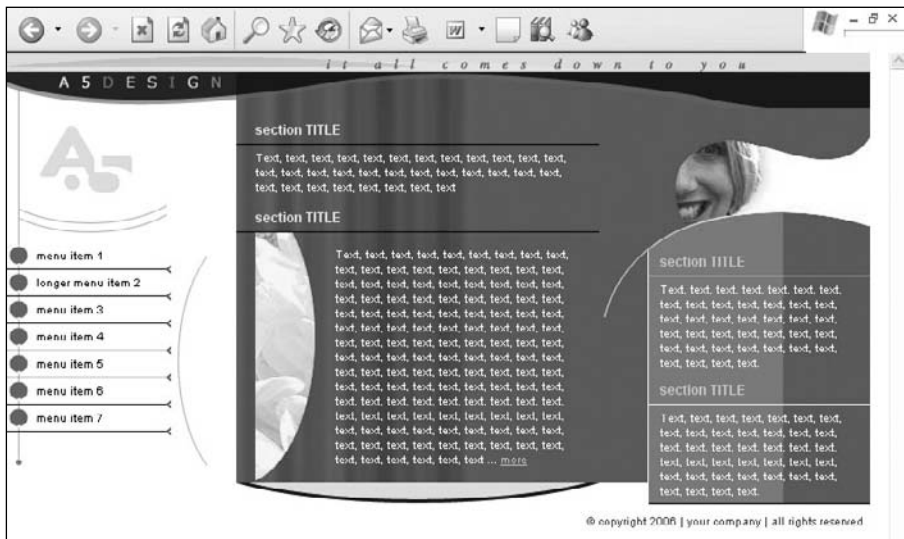 W
it all comes down to you
A5DESIGN
A5
section TITLE
Text, text, text, text, text, text, text, text, text, text, text, text,
text, text, text, text, text, text, text, text, text, text, text, text,
text, text, text, text, text, text, text, text
section TITLE
Text, text, text, text, text, text, text, text, text,
text, text, text, text, text, text, text, text, text,
text, text, text, text, text, text, text, text, text,
text, text, text, text, text, text, text, text, text,
text, text, text, text, text, text, text, text, text,
text, text, text, text, text, text, text, text, text,
text, text, text, text, text, text, text, text, text,
text, text, text, text, text, text, text, text, text,
text, text, text, text, text, text, text, text, text,
text, text, text, text, text, text, text, text, text,
text, text, text, text, text, text, text, text, text,
text, text, text, text, text, text, text, text, text,
text, text, text, text, text, text, text, text, text,
text, text, text, text, text, text, text, text, text,
text, text, text, text, text, text ... more
menu item 1
longer menu item 2
menu item 3
menu item 4
menu item 5
menu item 6
menu item 7
section TITLE
Text, text, text, text, text, text, text,
text, text, text, text, text, text, text,
text, text, text, text, text, text, text,
text, text, text, text, text, text, text,
text, text, text, text, text, text, text,
text, text, text, text.
section TITLE
Text, text, text, text, text, text, text,
text, text, text, text, text, text, text,
text, text, text, text, text, text, text,
text, text, text, text, text, text, text,
text, text, text, text, text, text, text,
text, text, text, text.
© copyright 2006 | your company | all rights reserved